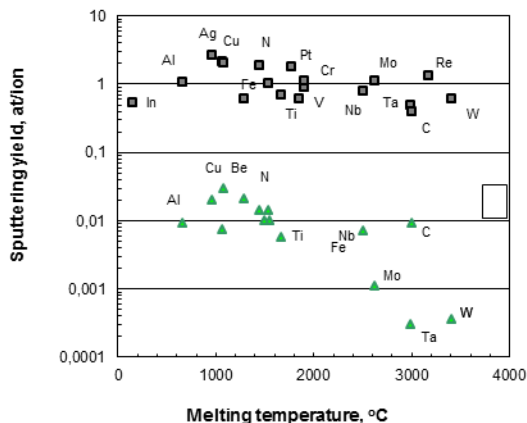 Sputtering yield, at/ion
10
1
0,1
0,01
0,001
0,0001
Ag
Cu
N
Al
Pt
Cr
Mo
Re
In
Fe
Ti
V
Nb
Ta
C
W
Cu
Be
N
Al
Ti
Nb
Fe
C
Mo
Ta
W
0
1000
2000
3000
4000
Melting temperature, °C